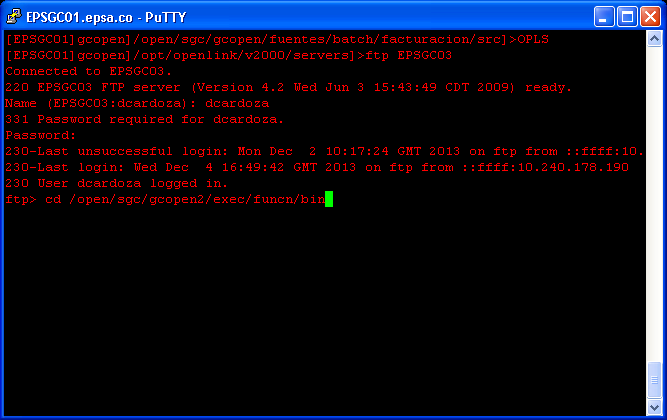 EPSGC01.epsa.co - PuTTY
[EPSGC01]gcopen]/open/sgc/gcopen/fuentes/batch/facturacion/src]>OPLS
[EPSGC01]gcopen]/opt/openlink/v2000/servers]>ftp EPSGC03
Connected to EPSGC03.
220 EPSGC03 FTP server (Version 4.2 Wed Jun 3 15:43:49 CDT 2009) ready.
Name (EPSGC03:dcardoza): dcardoza
331 Password required for dcardoza.
Password:
230-Last unsuccessful login: Mon Dec  2 10:17:24 GMT 2013 on ftp from ::ffff:10.
230-Last login: Wed Dec  4 16:49:42 GMT 2013 on ftp from ::ffff:10.240.178.190
230 User dcardoza logged in.
ftp> cd /open/sgc/gcopen2/exec/funcn/bin